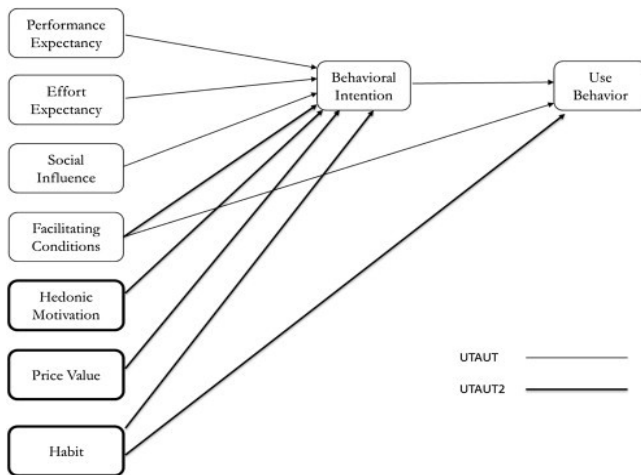 Performance
Expectancy
Effort
Expectancy
Social
Influence
Facilitating
Conditions
Hedonic
Motivation
Price Value
Habit
Behavioral
Intention
Use
Behavior
UTAUT
UTAUT2